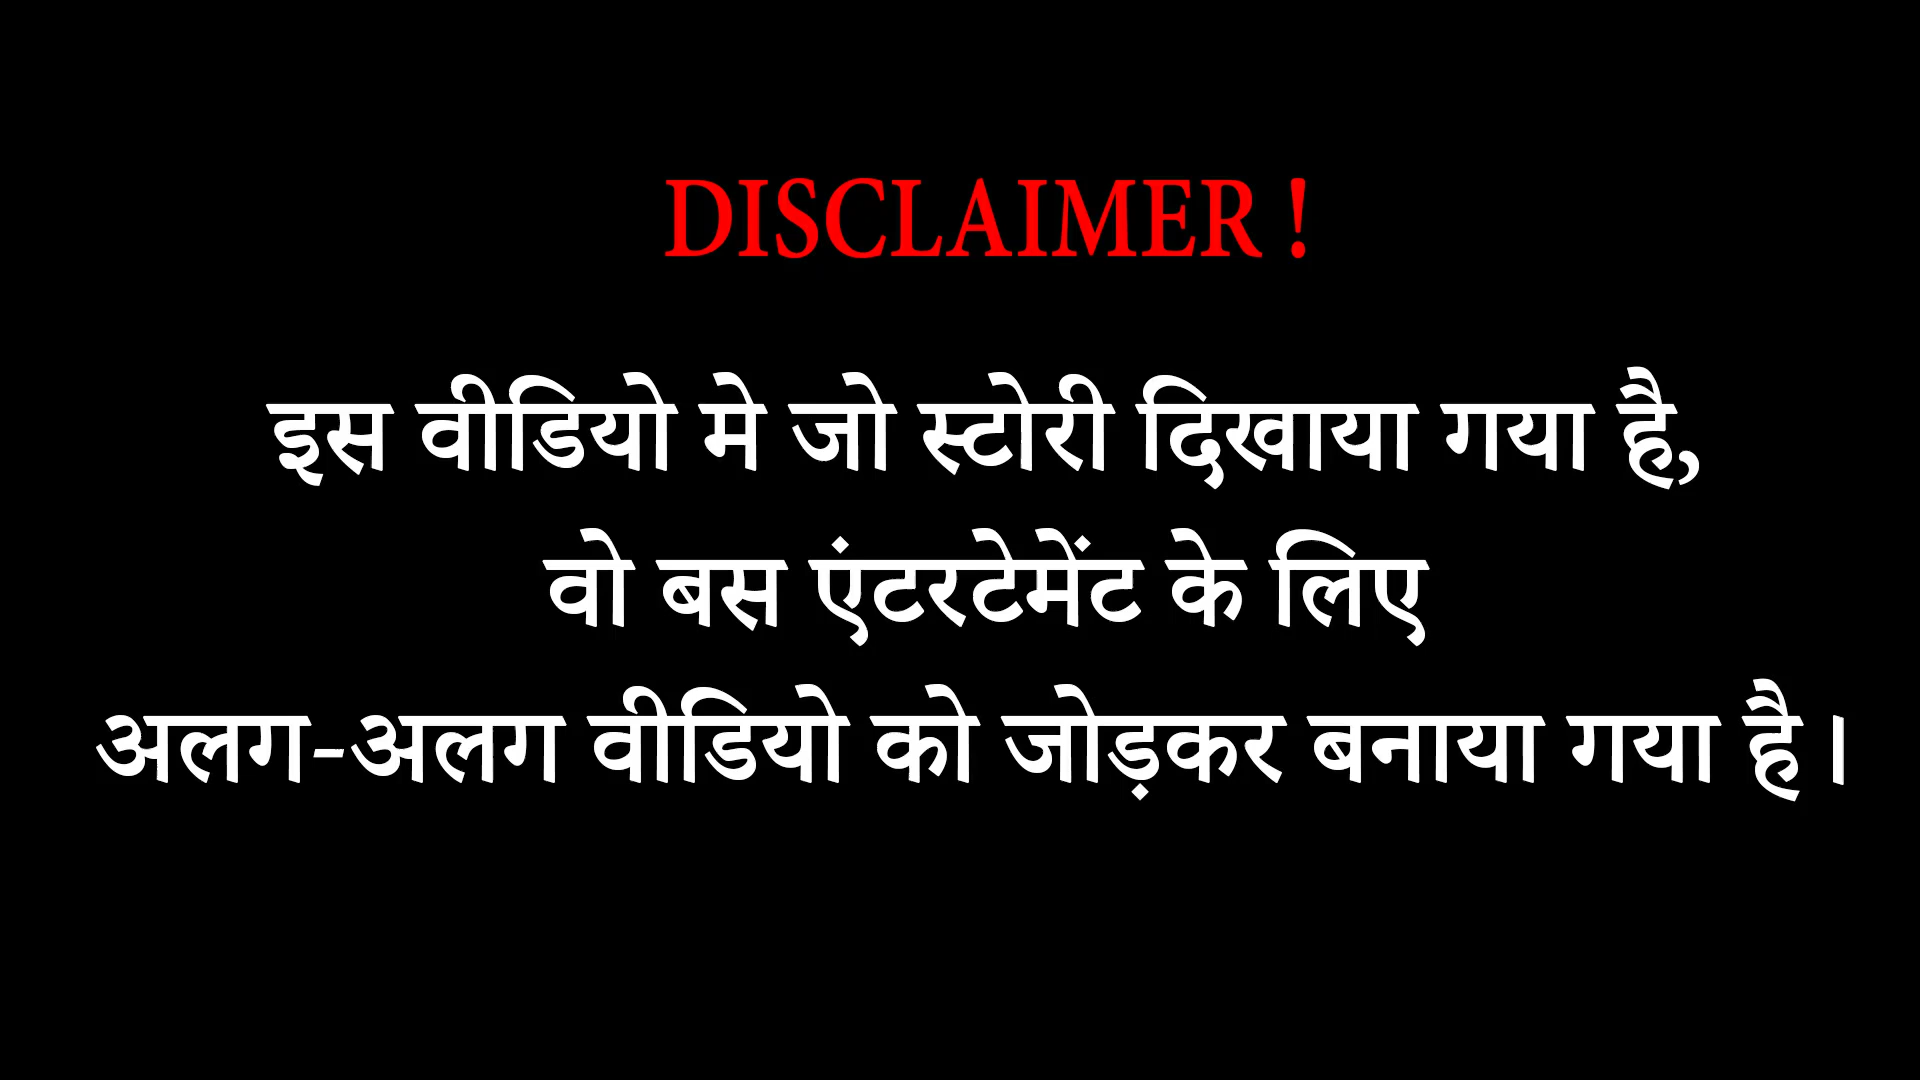 DISCLAIMER !
इस वीडियो मे जो स्टोरी दिखाया गया है,
वो बस एंटरटेमेंट के लिए
अलग-अलग वीडियो को जोड़कर बनाया गया है।